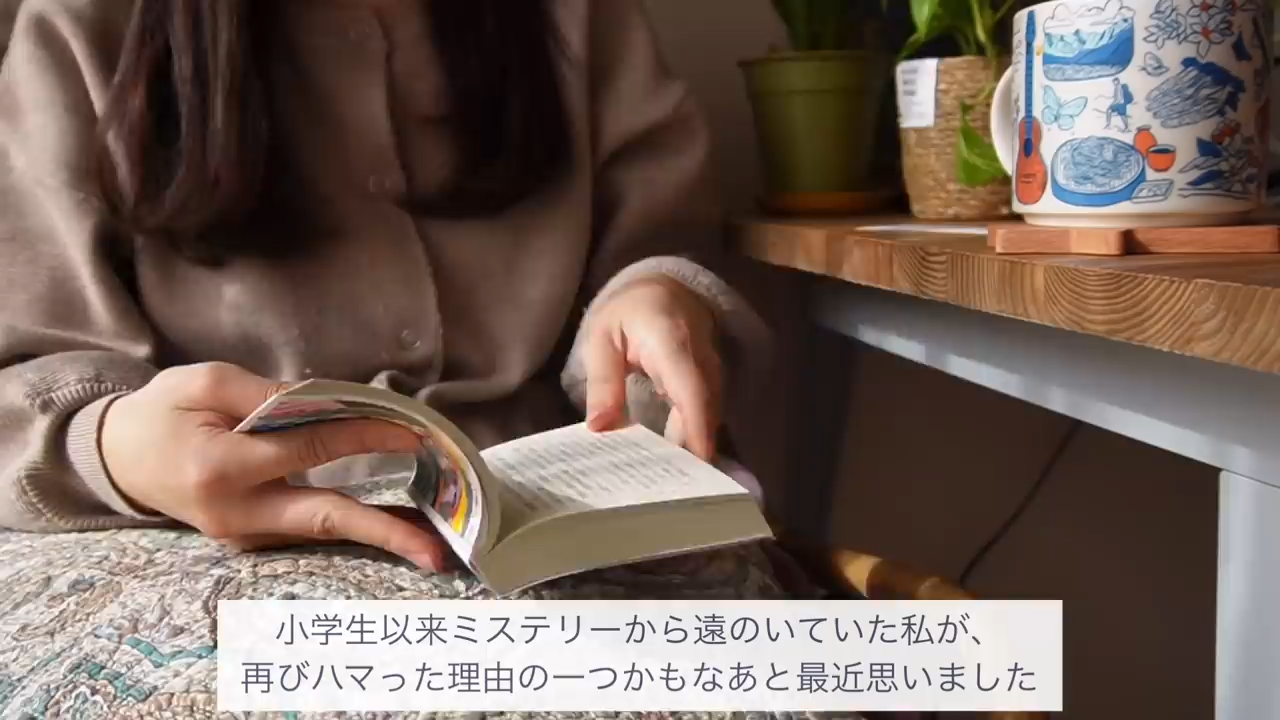 小学生以来ミステリーから遠のいていた私が、
再びハマった理由の一つかもなあと最近思いました